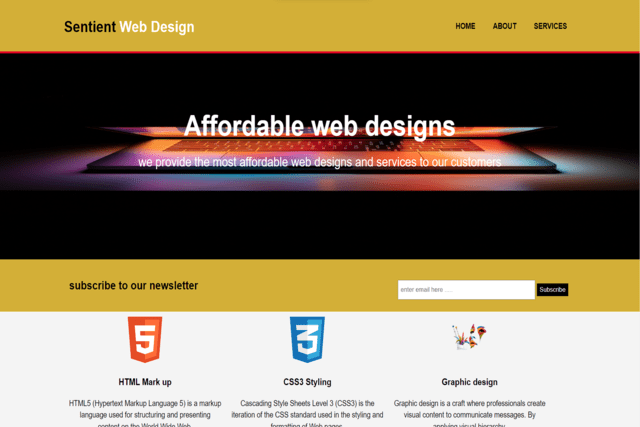 Sentient Web Design
HOME ABOUT SERVICES
Affordable web designs
we provide the most affordable web designs and services to our customers
subscribe to our newsletter
enter email here .... Subscribe
5
3
HTML Mark up
HTML5 (Hypertext Markup Language 5) is a markup
language used for structuring and presenting
content on the World Wide Web.
CSS3 Styling
Cascading Style Sheets Level 3 (CSS3) is the
iteration of the CSS standard used in the styling and
formatting of Web pages.
Graphic design
Graphic design is a craft where professionals create
visual content to communicate messages. By
applying visual hierarchy